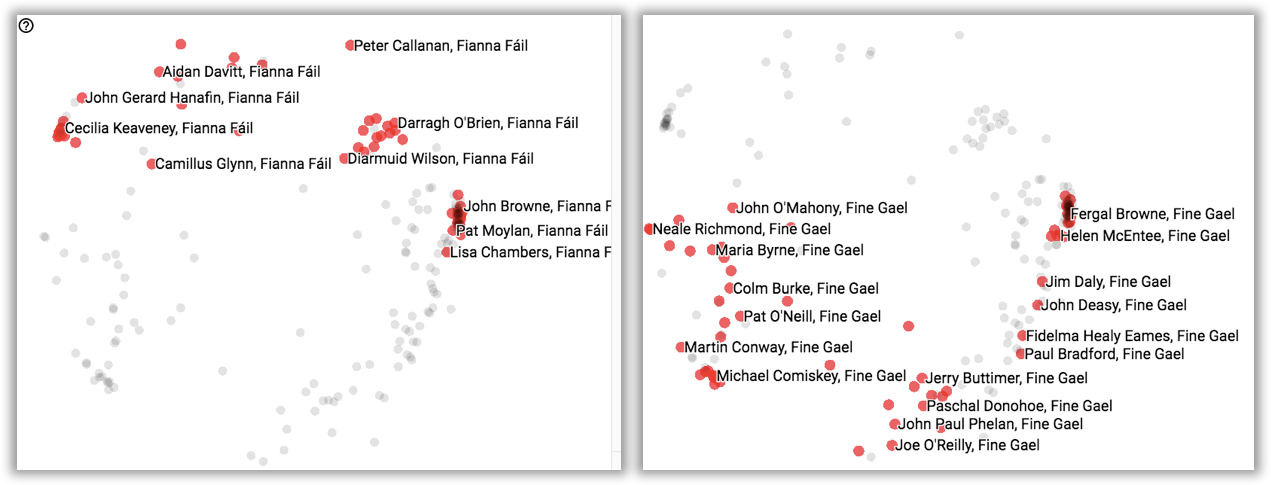 ?
Peter Callanan, Fianna Fáil
Aidan Davitt, Fianna Fáil
John Gerard Hanafin, Fianna Fáil
Cecilia Keaveney, Fianna Fáil
Darragh O'Brien, Fianna Fáil
Diarmuid Wilson, Fianna Fáil
Camillus Glynn, Fianna Fáil
John Browne, Fianna F
Pat Moylan, Fianna Fáil
Lisa Chambers, Fianna F
John O'Mahony, Fine Gael
Fergal Browne, Fine Gael
Neale Richmond, Fine Gael
Helen McEntee, Fine Gael
Maria Byrne, Fine Gael
Jim Daly, Fine Gael
Colm Burke, Fine Gael
John Deasy, Fine Gael
Pat O'Neill, Fine Gael
Fidelma Healy Eames, Fine Gael
Martin Conway, Fine Gael
Paul Bradford, Fine Gael
Michael Comiskey, Fine Gael
Jerry Buttimer, Fine Gael
Paschal Donohoe, Fine Gael
John Paul Phelan, Fine Gael
Joe O'Reilly, Fine Gael